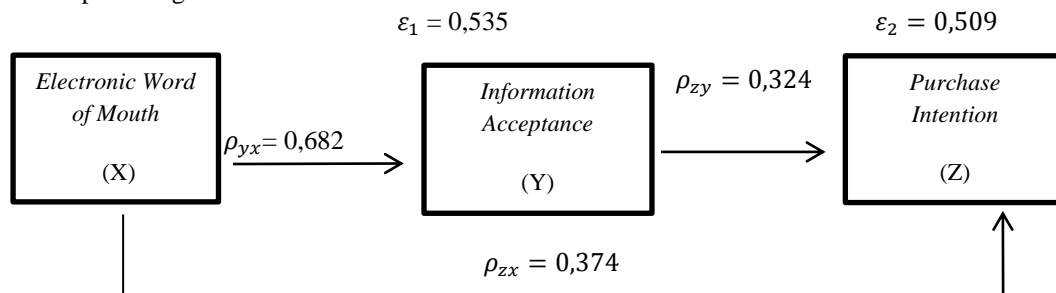 ε₁ = 0,535
ε₂ = 0,509
Electronic Word
of Mouth
(X)
ρyx= 0,682
Information
Acceptance
(Y)
ρzy = 0,324
Purchase
Intention
(Z)
ρzx = 0,374